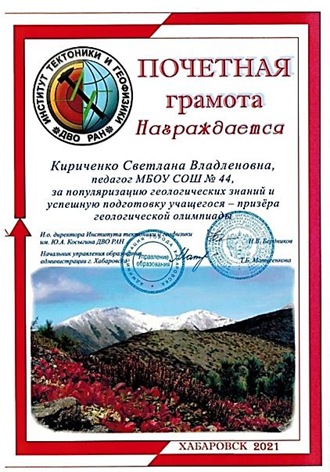 ИНСТИТУТ ТЕКТОНИКИ И ГЕОФИЗИКИ
ДВО РАН
ПОЧЕТНАЯ
грамота
Награждается
Кириченко Светлана Владленовна,
педагог МБОУ СОШ № 44,
за популяризацию геологических знаний и
успешную подготовку учащегося – призёра
геологической олимпиады
И.о. директора Института тектоники и геофизики
им. Ю.А. Косыгина ДВО РАН
Начальник управления образования
администрации г. Хабаровска
Управление
образования
ХАБАРОВСК 2021